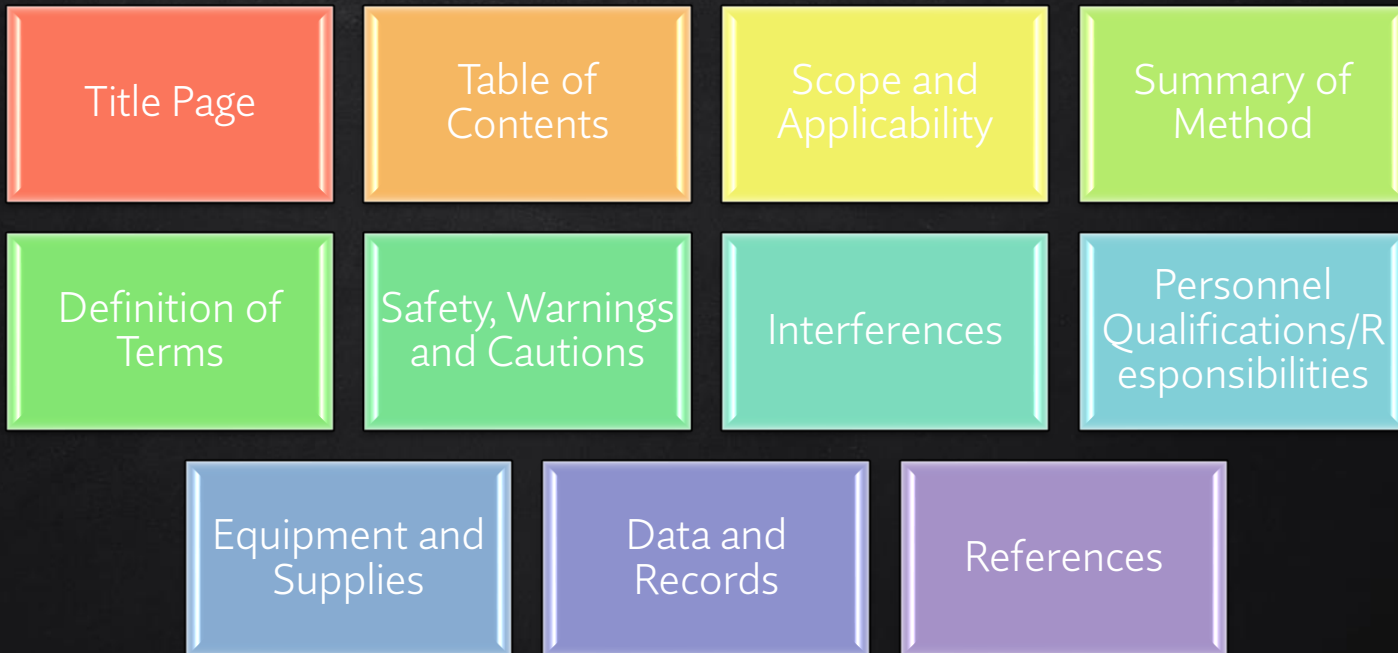 Title Page
Table of
Contents
Scope and
Applicability
Summary of
Method
Definition of
Terms
Safety, Warnings
and Cautions
Interferences
Personnel
Qualifications/R
esponsibilities
Equipment and
Supplies
Data and
Records
References